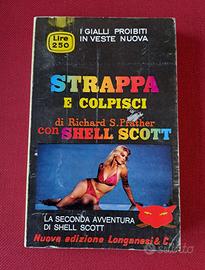 Lire
250
I GIALLI PROIBITI
IN VESTE NUOVA
STRAPPA
E COLPISCI
di Richard S. Prather
con SHELL SCOTT
LA SECONDA AVVENTURA
DI SHELL SCOTT
Nuova edizione Longanesi & C.
subito